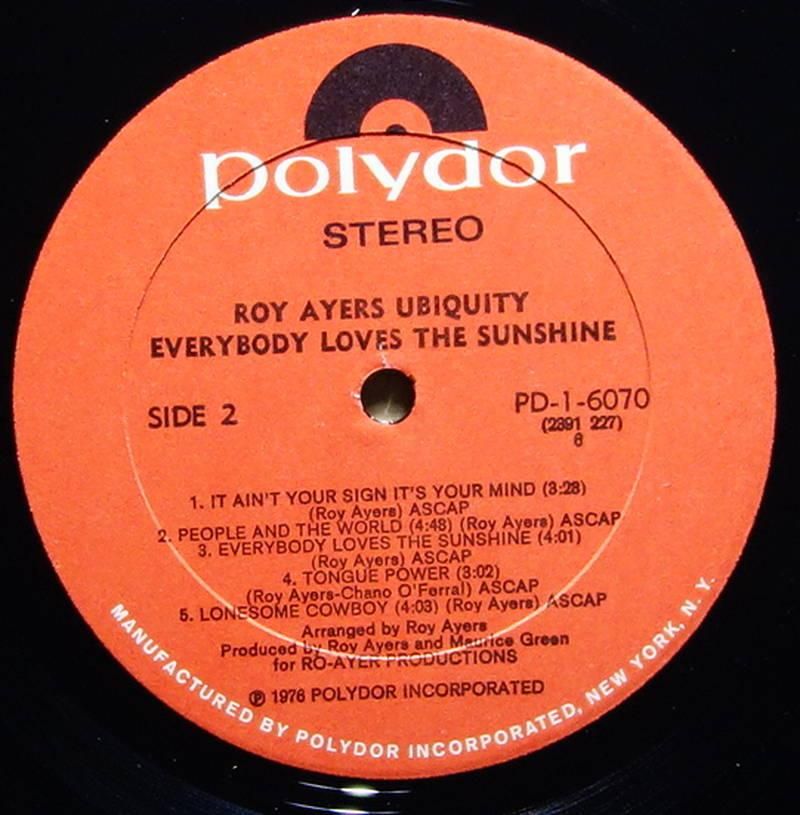 polydor
STEREO
ROY AYERS UBIQUITY
EVERYBODY LOVES THE SUNSHINE
SIDE 2
PD-1-6070
(2391 227)
6
1. IT AIN'T YOUR SIGN IT'S YOUR MIND (3:28)
(Roy Ayers) ASCAP
2. PEOPLE AND THE WORLD (4:48) (Roy Ayers) ASCAP
3. EVERYBODY LOVES THE SUNSHINE (4:01)
(Roy Ayers) ASCAP
4. TONGUE POWER (3:02)
(Roy Ayers-Chano O'Ferral) ASCAP
5. LONESOME COWBOY (4:03) (Roy Ayers) ASCAP
Arranged by Roy Ayers
Produced by Roy Ayers and Maurice Green
for RO-AYER PRODUCTIONS
℗ 1976 POLYDOR INCORPORATED
MANUFACTURED BY POLYDOR INCORPORATED, NEW YORK, N. Y.